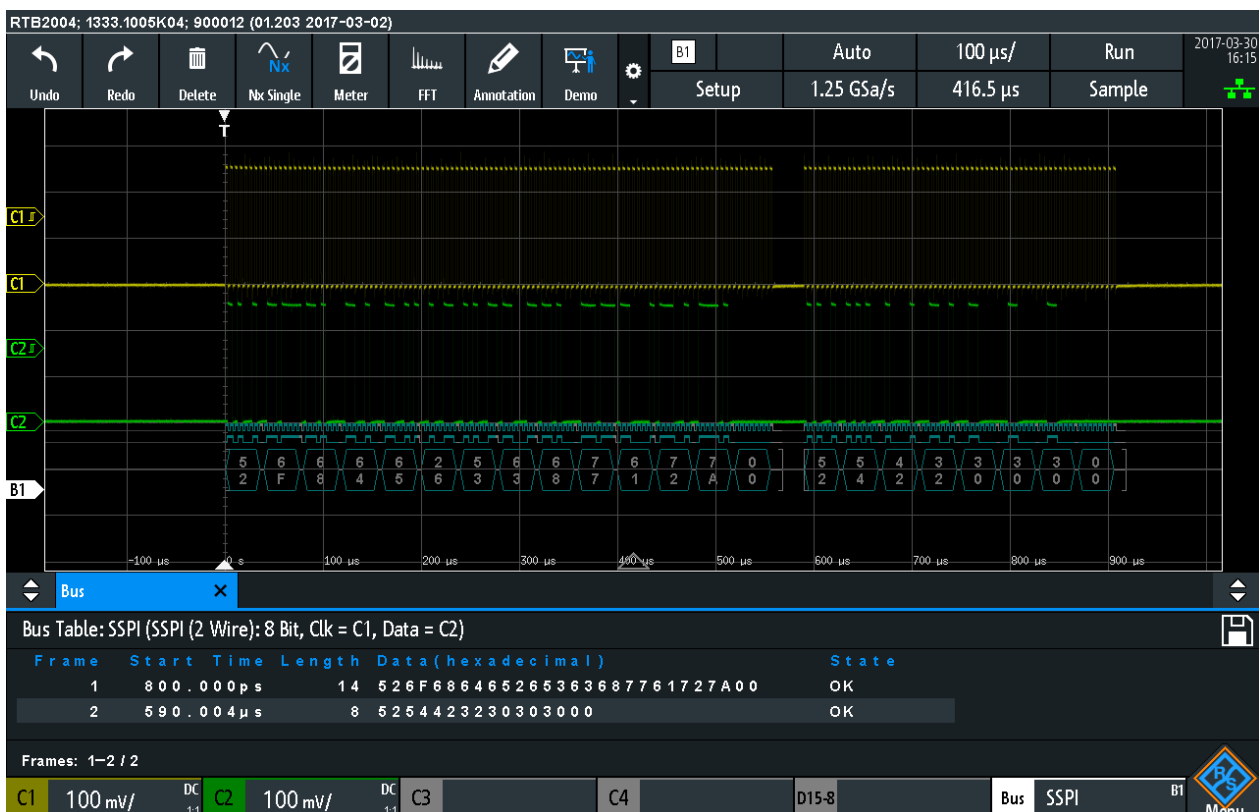 RTB2004; 1333.1005K04; 900012 (01.203 2017-03-02)
Undo Redo Delete Nx Single Meter FFT Annotation Demo
Nx
B1 Auto 100 µs/ Run
Setup 1.25 GSa/s 416.5 µs Sample
2017-03-30
16:15
T
C1
C1
C2
C2
B1
5 6 6 6 6 2 5 6 6 7 6 7 7 0 5 5 4 3 3 3 3 0
2 F 8 4 5 6 3 3 8 7 1 2 A 0 2 4 2 2 0 0 0 0
-100 µs 0 s 100 µs 200 µs 300 µs 400 µs 500 µs 600 µs 700 µs 800 µs 900 µs
Bus
Bus Table: SSPI (SSPI (2 Wire): 8 Bit, Clk = C1, Data = C2)
Frame Start Time Length Data(hexadecimal) State
1 800.000ps 14 526F686465265363687761727A00 OK
2 590.004µs 8 5254423230303000 OK
Frames: 1-2 / 2
C1 100 mV/ DC 1:1 C2 100 mV/ DC 1:1 C3 C4 D15-8 Bus SSPI B1
R/S
Menu